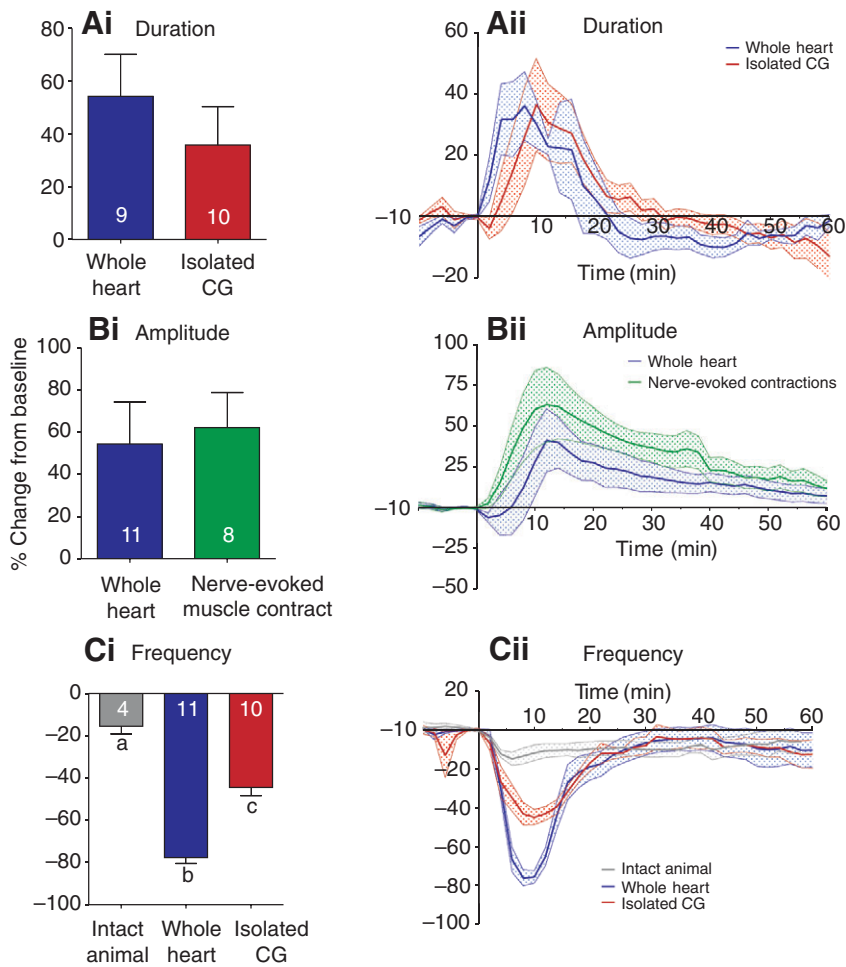 Ai
Duration
80
60
40
20
0
9
10
Whole
heart
Isolated
CG
Aii
Duration
Whole heart
Isolated CG
60
40
20
–20
–10
10
20
30
40
50
60
Time (min)
% Change from baseline
Bi
Amplitude
100
80
60
40
20
0
11
8
Whole
heart
Nerve-evoked
muscle contract
Bii
Amplitude
Whole heart
Nerve-evoked contractions
100
75
50
25
–25
–50
–10
10
20
30
40
50
60
Time (min)
Ci
Frequency
0
–20
–40
–60
–80
–100
4
11
10
a
b
c
Intact
animal
Whole
heart
Isolated
CG
Cii
Frequency
Time (min)
20
–20
–40
–60
–80
–100
–10
10
20
30
40
50
60
Intact animal
Whole heart
Isolated CG